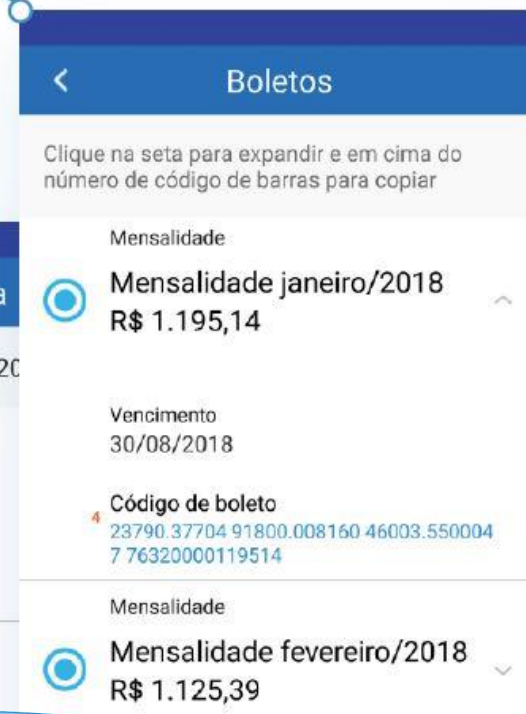 Boletos
Clique na seta para expandir e em cima do
número de código de barras para copiar
Mensalidade
Mensalidade janeiro/2018
R$ 1.195,14
a
20
Vencimento
30/08/2018
Código de boleto
4
23790.37704 91800.008160 46003.550004
7 76320000119514
Mensalidade
Mensalidade fevereiro/2018
R$ 1.125,39